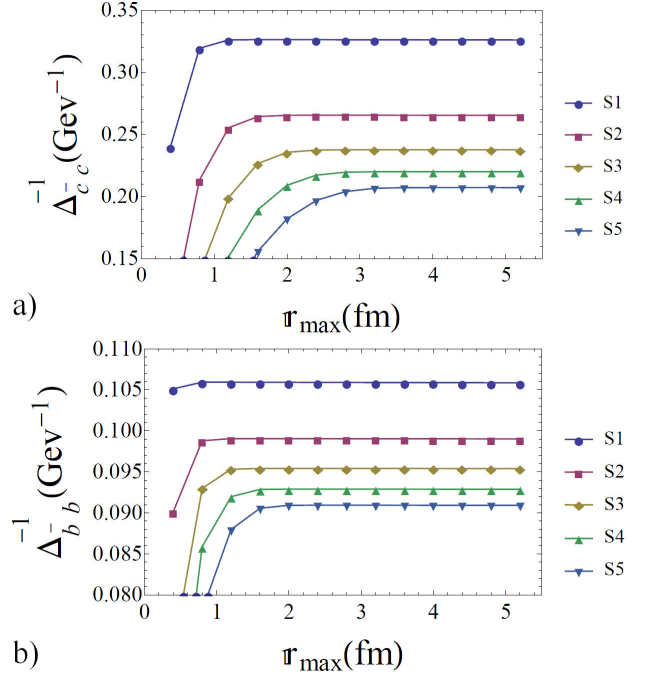 0.35
0.30
0.25
0.20
0.15
0 1 2 3 4 5
Δ⁻¹c̄ c (Gev⁻¹)
𝕣max(fm)
S1
S2
S3
S4
S5
a)
0.110
0.105
0.100
0.095
0.090
0.085
0.080
0 1 2 3 4 5
Δ⁻¹b̄ b (Gev⁻¹)
𝕣max(fm)
S1
S2
S3
S4
S5
b)